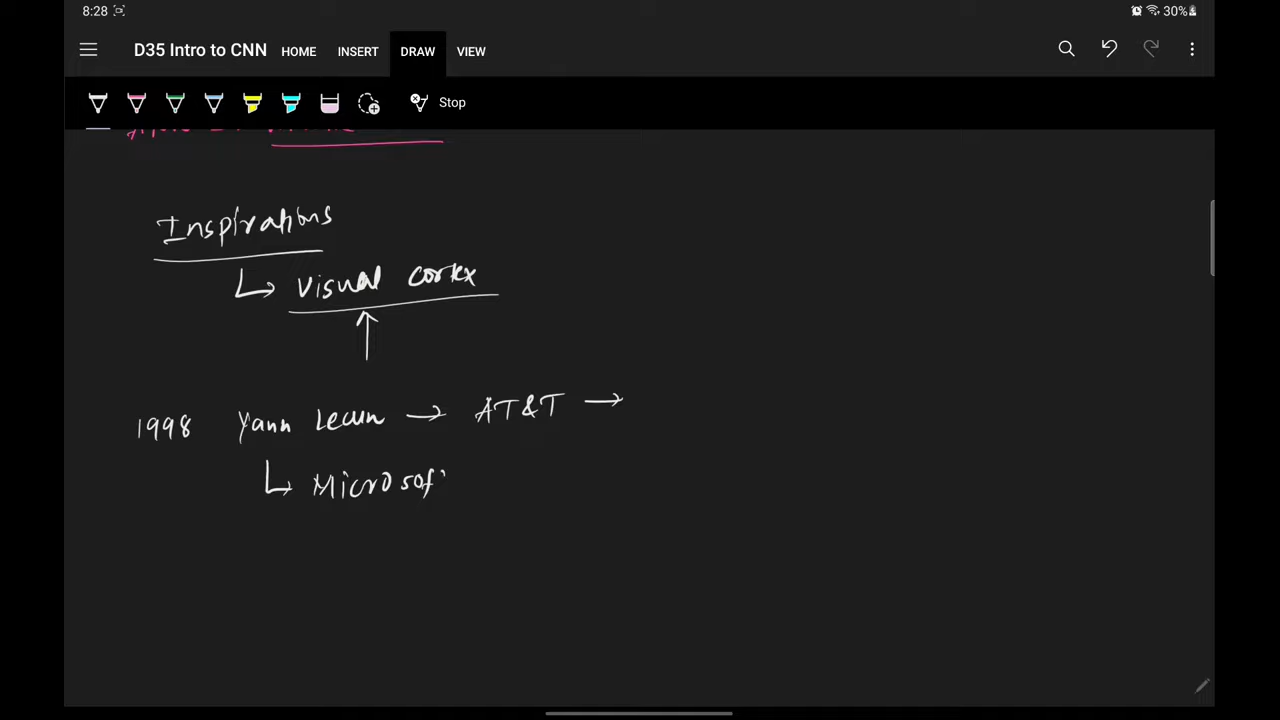 8:28 30%
D35 Intro to CNN HOME INSERT DRAW VIEW
Stop
Inspirations
↳ visual cortex
1998 Yann Lecun → AT&T →
↳ Microsof